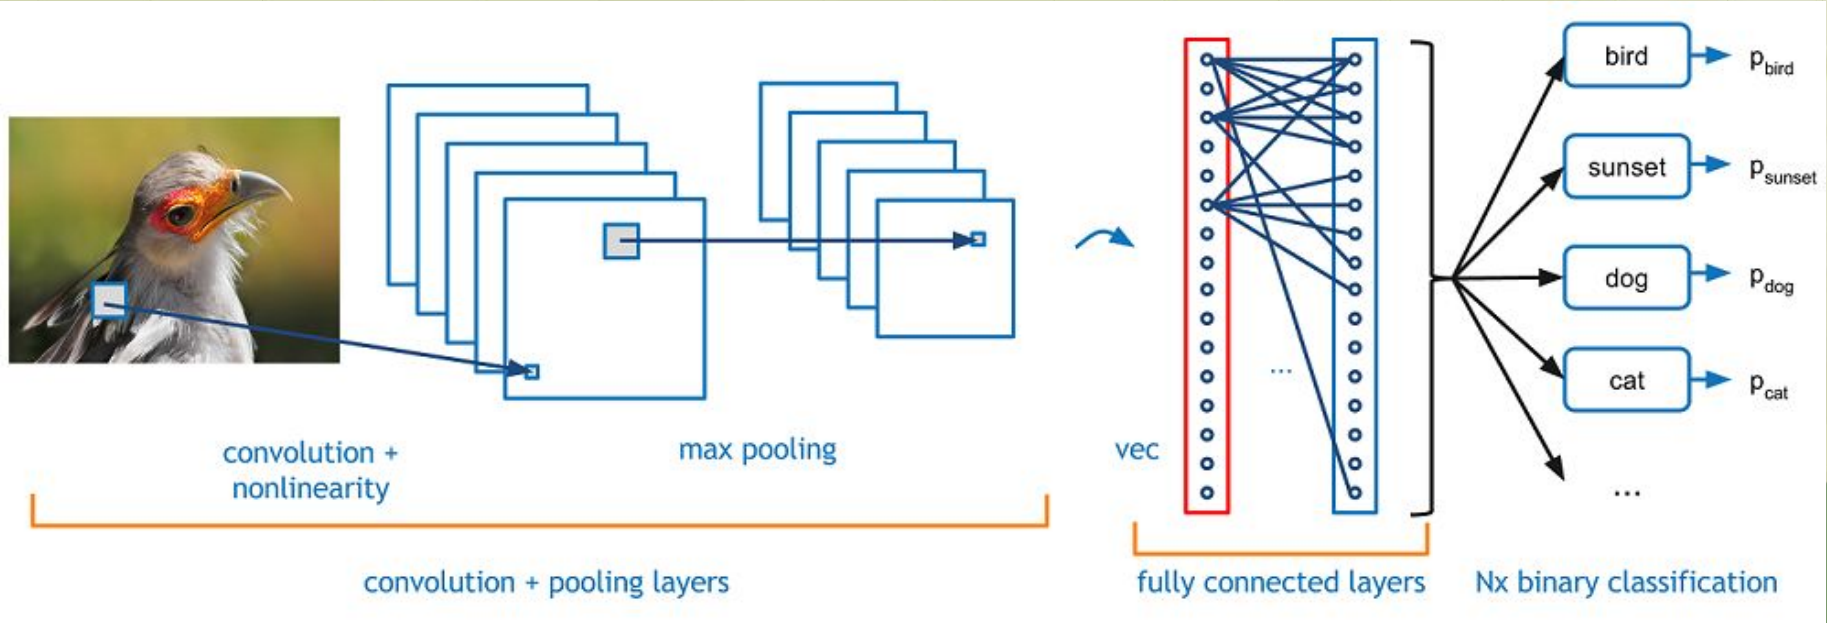 convolution +
nonlinearity
max pooling
vec
convolution + pooling layers
fully connected layers
Nx binary classification
...
bird
p_bird
sunset
p_sunset
dog
p_dog
cat
p_cat
...